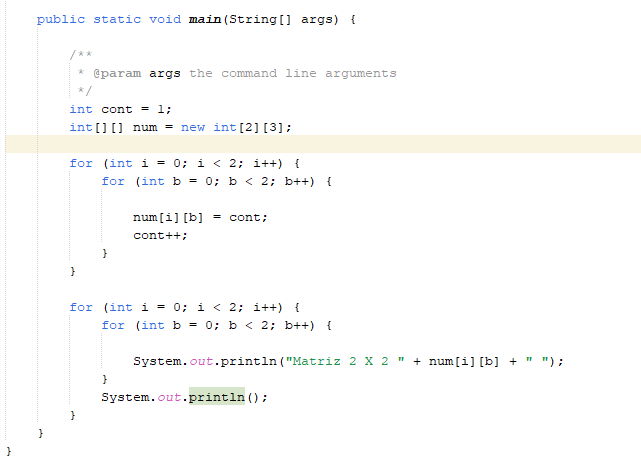 public static void main(String[] args) {
/**
* @param args the command line arguments
*/
int cont = 1;
int[][] num = new int[2][3];
for (int i = 0; i < 2; i++) {
for (int b = 0; b < 2; b++) {
num[i][b] = cont;
cont++;
}
}
for (int i = 0; i < 2; i++) {
for (int b = 0; b < 2; b++) {
System.out.println("Matriz 2 X 2 " + num[i][b] + " ");
}
System.out.println();
}
}
}